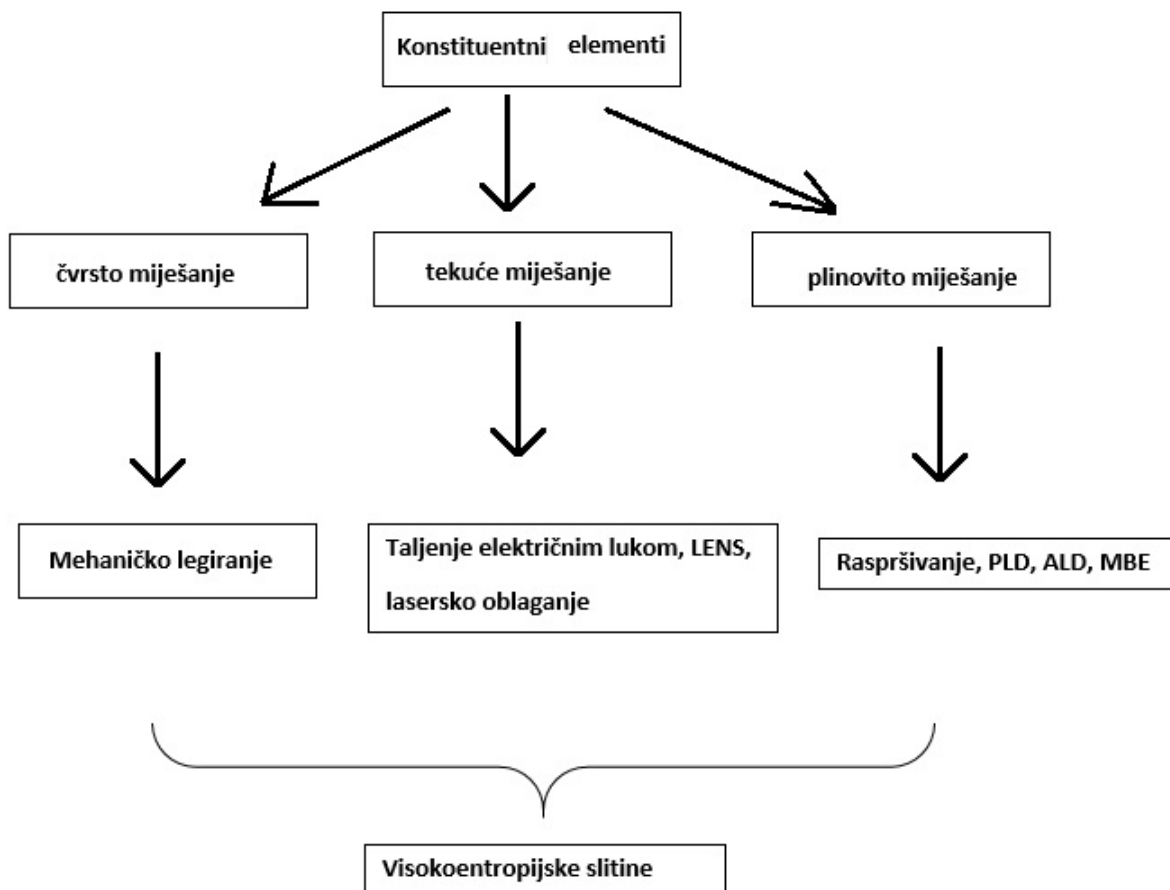 Konstituentni elementi
čvrsto miješanje
tekuće miješanje
plinovito miješanje
Mehaničko legiranje
Taljenje električnim lukom, LENS,
lasersko oblaganje
Raspršivanje, PLD, ALD, MBE
Visokoentropijske slitine